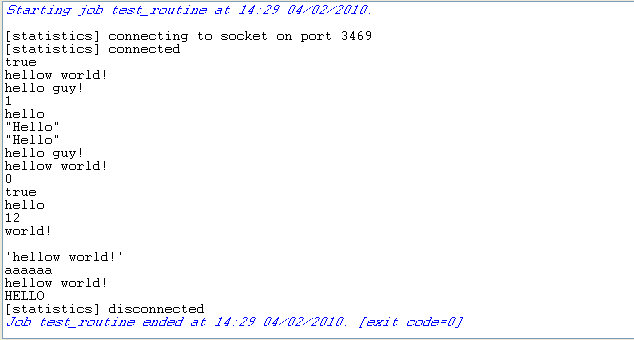 Starting job test_routine at 14:29 04/02/2010.
[statistics] connecting to socket on port 3469
[statistics] connected
true
hellow world!
hello guy!
1
hello
"Hello"
"Hello"
hello guy!
hellow world!
0
true
hello
12
world!
'hellow world!'
aaaaaa
hellow world!
HELLO
[statistics] disconnected
Job test_routine ended at 14:29 04/02/2010. [exit code=0]